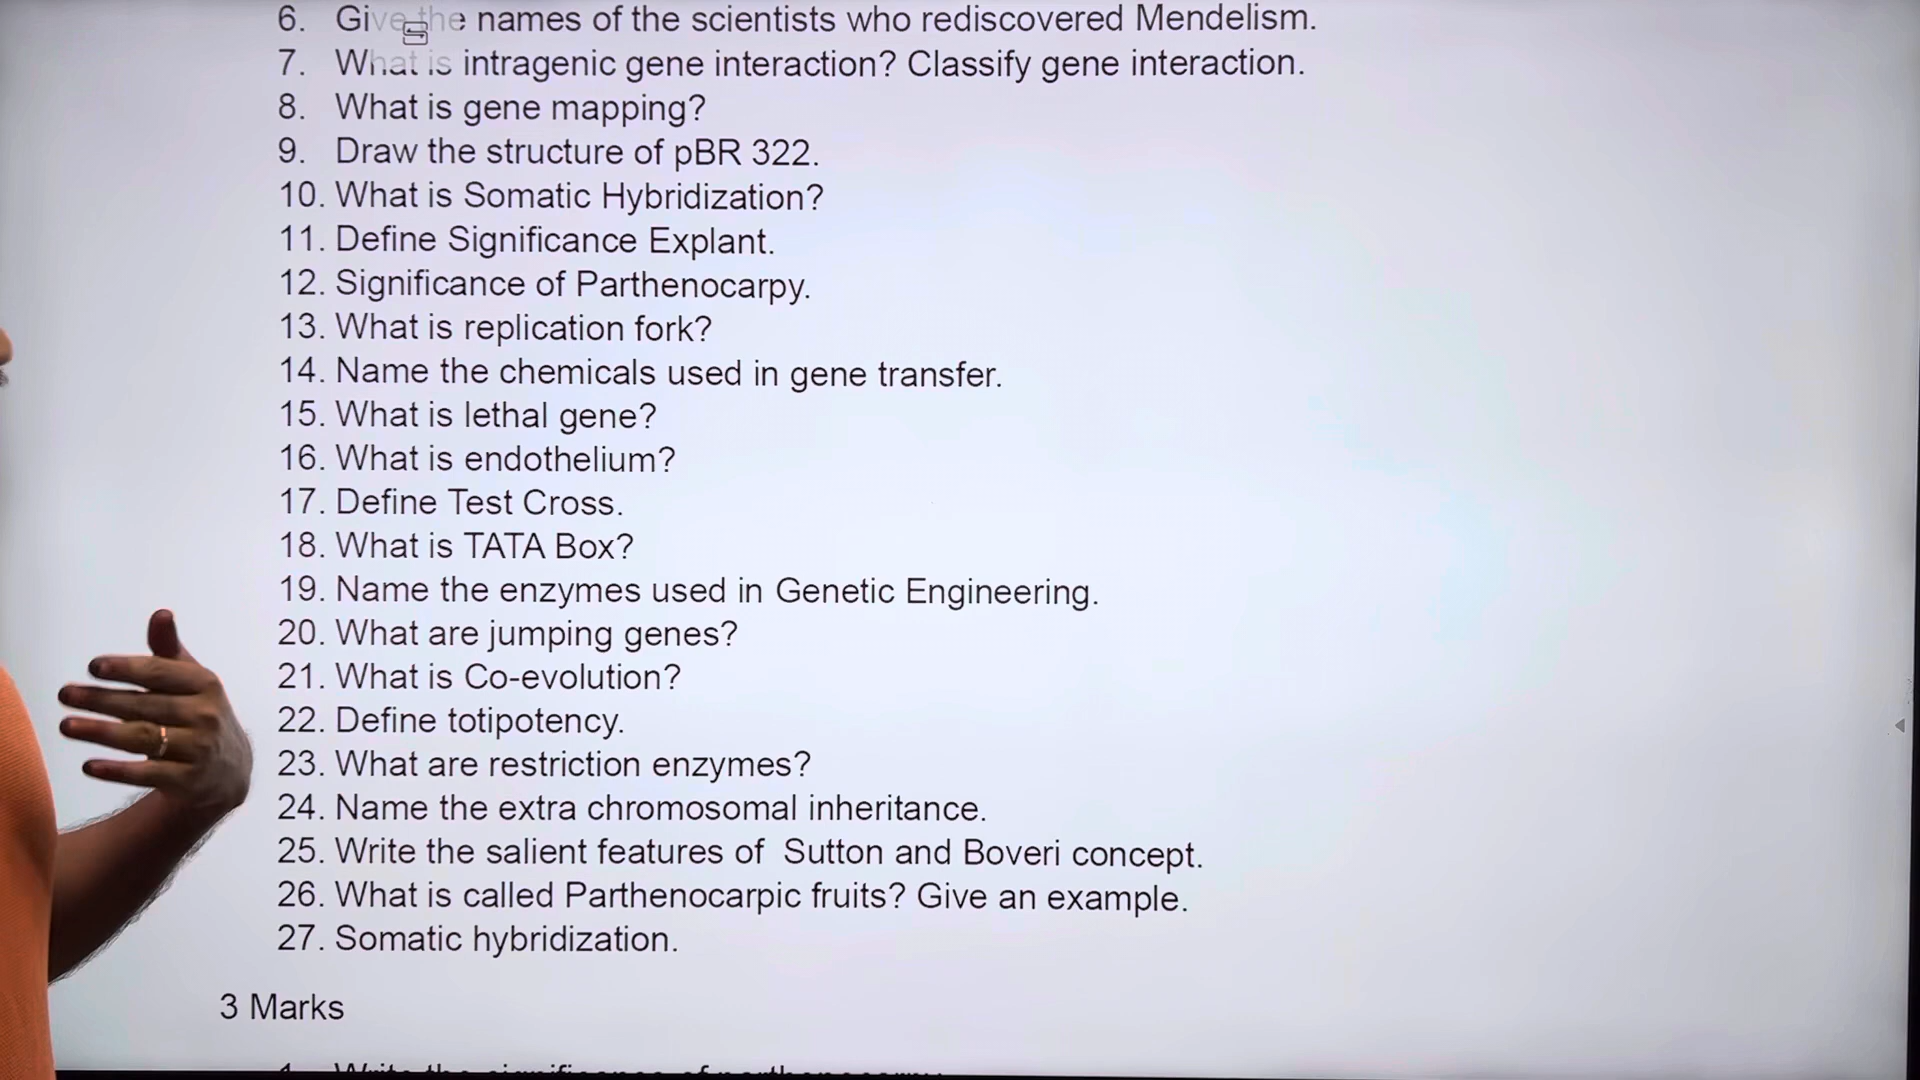 6. Give the names of the scientists who rediscovered Mendelism.
7. What is intragenic gene interaction? Classify gene interaction.
8. What is gene mapping?
9. Draw the structure of pBR 322.
10. What is Somatic Hybridization?
11. Define Significance Explant.
12. Significance of Parthenocarpy.
13. What is replication fork?
14. Name the chemicals used in gene transfer.
15. What is lethal gene?
16. What is endothelium?
17. Define Test Cross.
18. What is TATA Box?
19. Name the enzymes used in Genetic Engineering.
20. What are jumping genes?
21. What is Co-evolution?
22. Define totipotency.
23. What are restriction enzymes?
24. Name the extra chromosomal inheritance.
25. Write the salient features of  Sutton and Boveri concept.
26. What is called Parthenocarpic fruits? Give an example.
27. Somatic hybridization.
3 Marks
1. Write the significance of parthenocarpy.